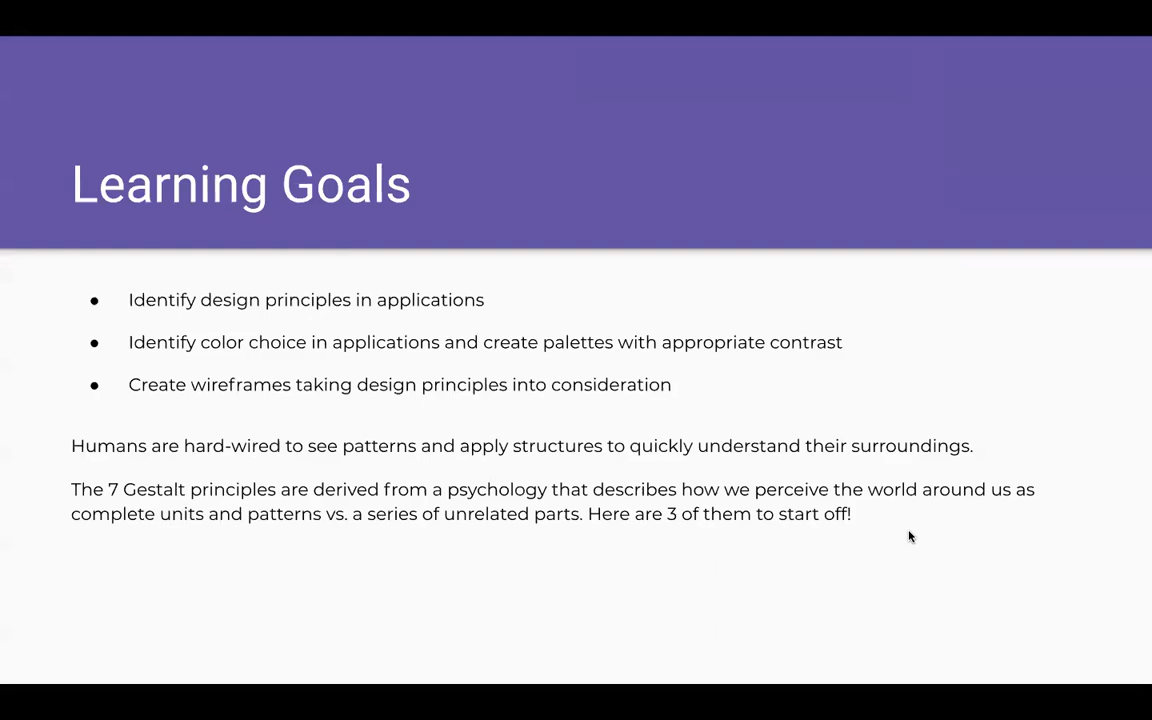 Learning Goals
● Identify design principles in applications
● Identify color choice in applications and create palettes with appropriate contrast
● Create wireframes taking design principles into consideration
Humans are hard-wired to see patterns and apply structures to quickly understand their surroundings.
The 7 Gestalt principles are derived from a psychology that describes how we perceive the world around us as
complete units and patterns vs. a series of unrelated parts. Here are 3 of them to start off!